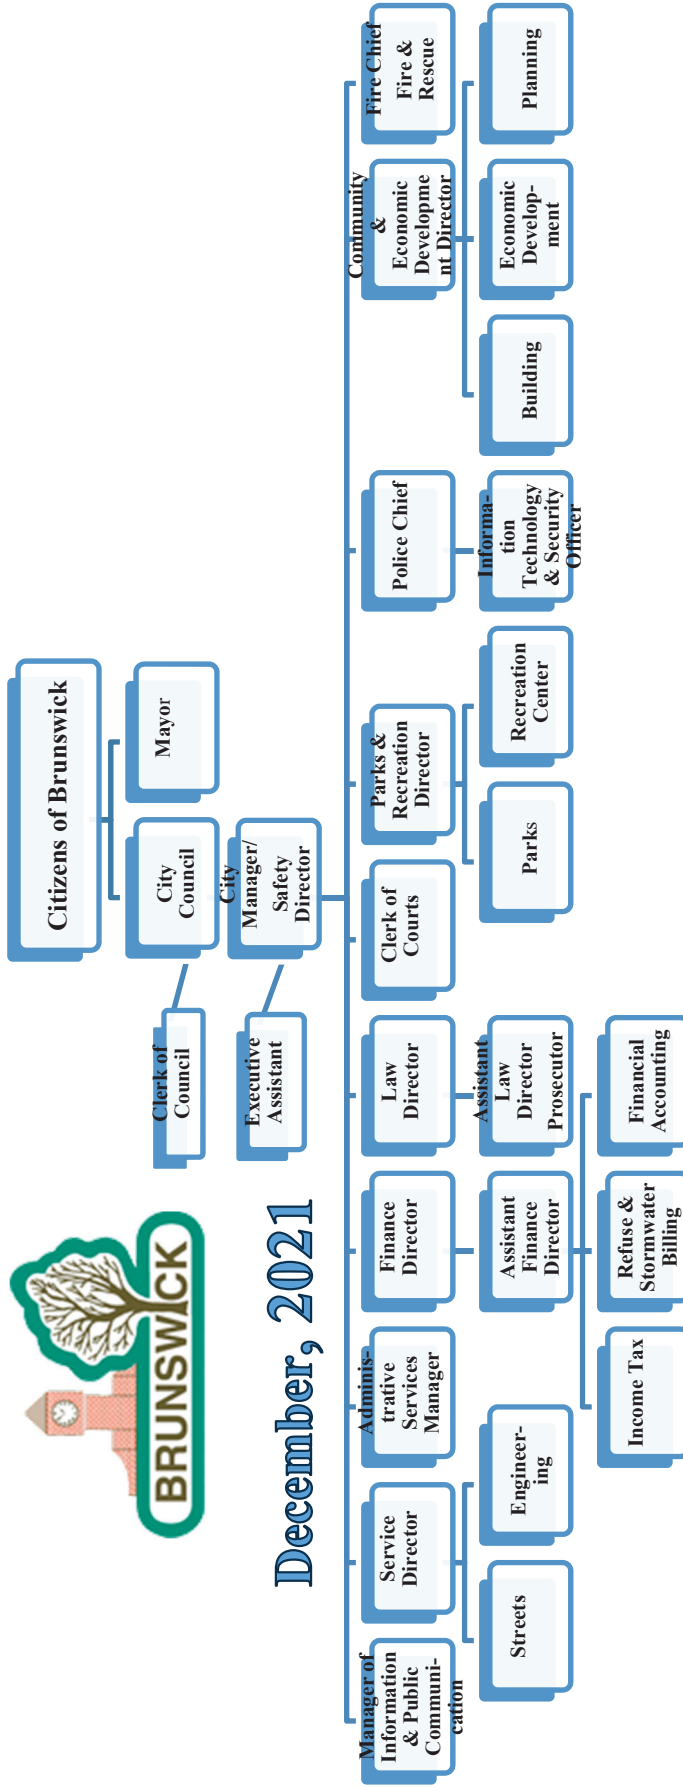 BRUNSWICK
December, 2021
Citizens of Brunswick
City
Council
Mayor
Clerk of
Council
City
Manager/
Safety
Director
Executive
Assistant
Manager of
Information
& Public
Communi-
cation
Service
Director
Adminis-
trative
Services
Manager
Finance
Director
Law
Director
Clerk of
Courts
Parks &
Recreation
Director
Police Chief
Community
&
Economic
Developme
nt Director
Fire Chief
Fire &
Rescue
Streets
Engineer-
ing
Assistant
Finance
Director
Assistant
Law
Director
Prosecutor
Parks
Recreation
Center
Informa-
tion
Technology
& Security
Officer
Building
Economic
Develop-
ment
Planning
Income Tax
Refuse &
Stormwater
Billing
Financial
Accounting